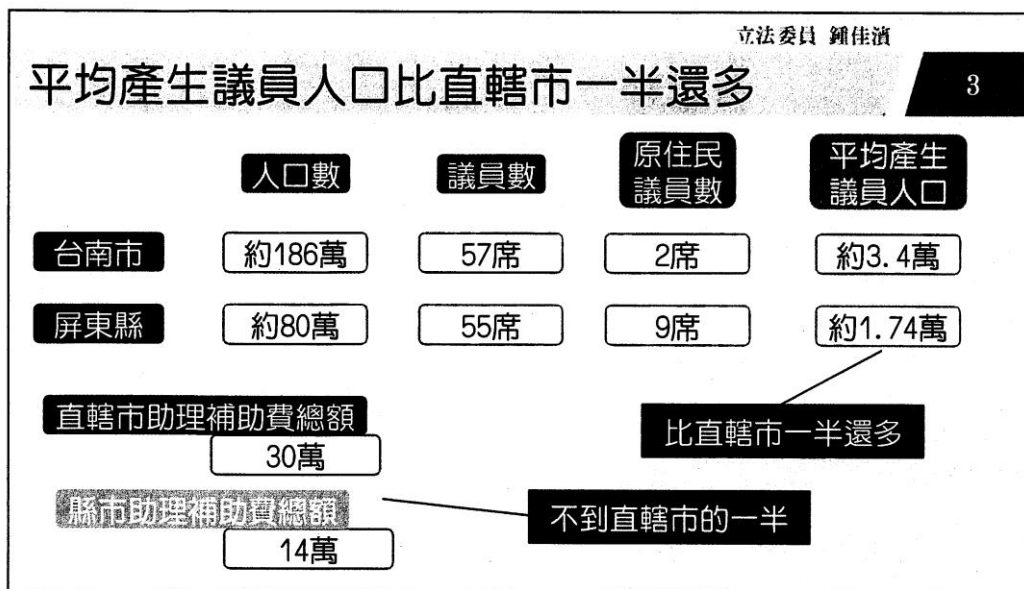 立法委員 鍾佳濱
平均產生議員人口比直轄市一半還多
3
人口數
議員數
原住民
議員數
平均產生
議員人口
台南市
約186萬
57席
2席
約3.4萬
屏東縣
約80萬
55席
9席
約1.74萬
直轄市助理補助費總額
30萬
比直轄市一半還多
縣市助理補助費總額
不到直轄市的一半
14萬